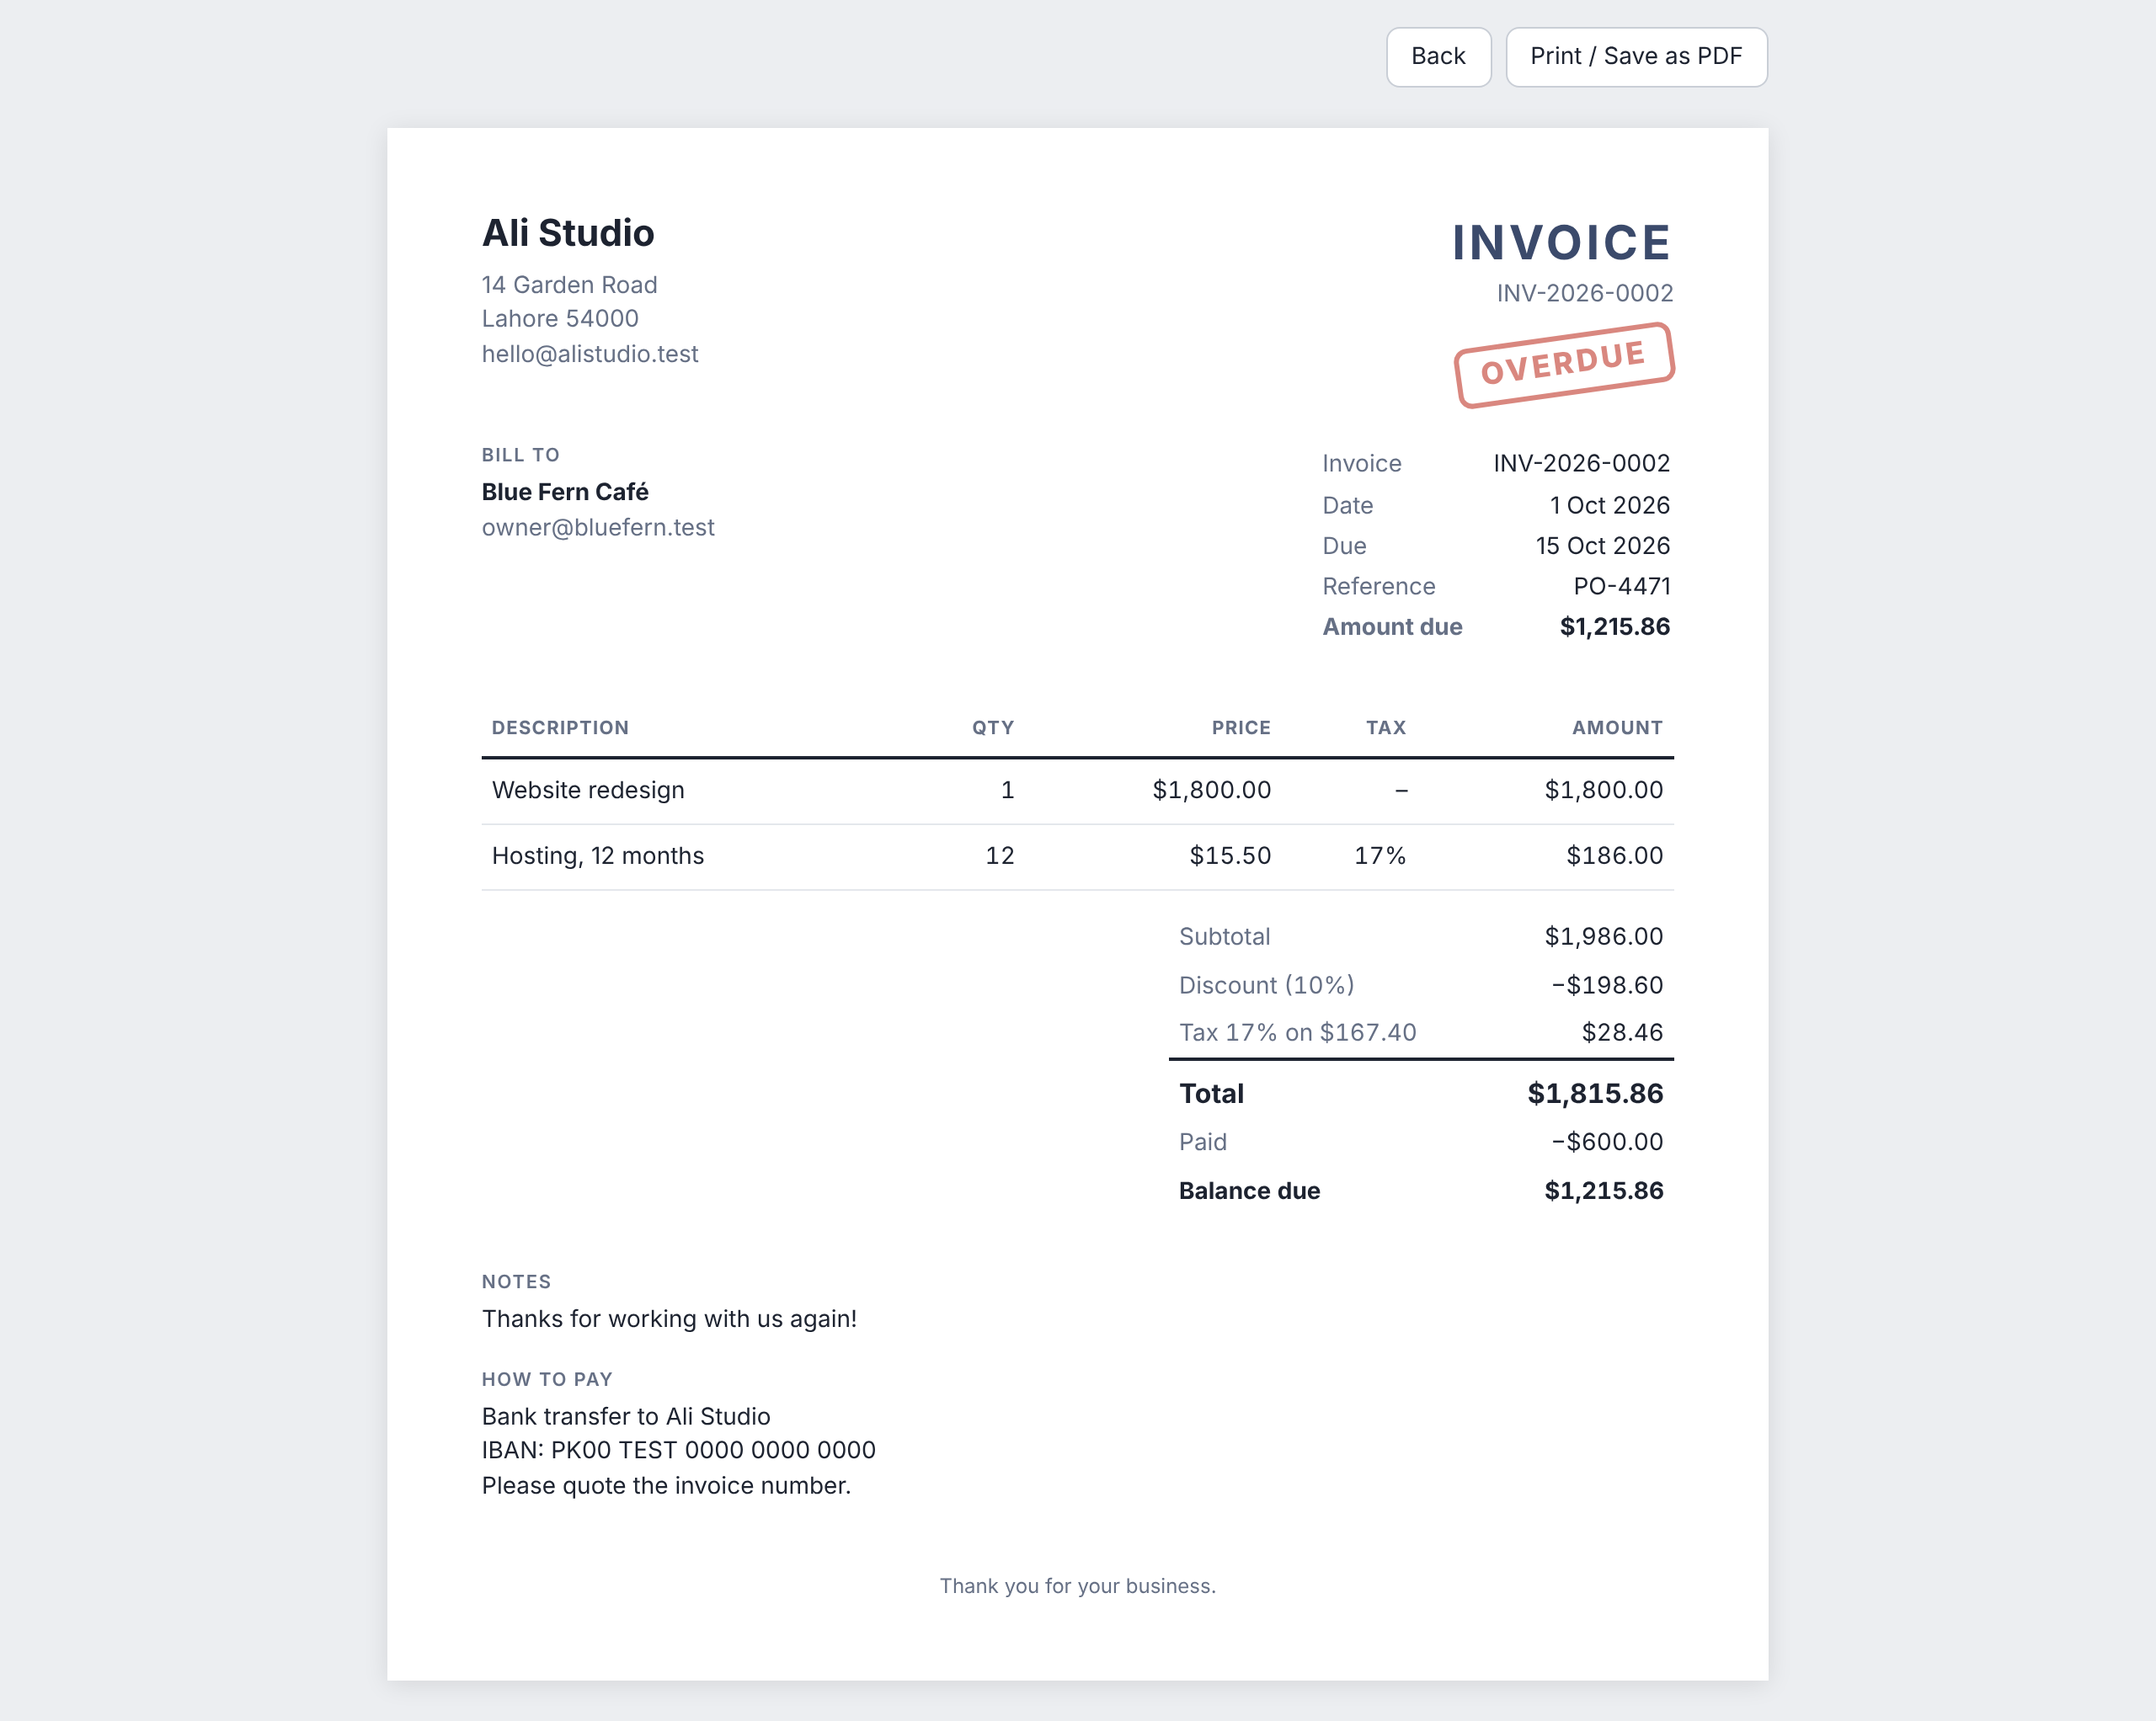 Back Print / Save as PDF
Ali Studio
14 Garden Road
Lahore 54000
hello@alistudio.test
INVOICE
INV-2026-0002
OVERDUE
BILL TO
Blue Fern Café
owner@bluefern.test
Invoice INV-2026-0002
Date 1 Oct 2026
Due 15 Oct 2026
Reference PO-4471
Amount due $1,215.86
DESCRIPTION QTY PRICE TAX AMOUNT
Website redesign 1 $1,800.00 – $1,800.00
Hosting, 12 months 12 $15.50 17% $186.00
Subtotal $1,986.00
Discount (10%) −$198.60
Tax 17% on $167.40 $28.46
Total $1,815.86
Paid −$600.00
Balance due $1,215.86
NOTES
Thanks for working with us again!
HOW TO PAY
Bank transfer to Ali Studio
IBAN: PK00 TEST 0000 0000 0000
Please quote the invoice number.
Thank you for your business.